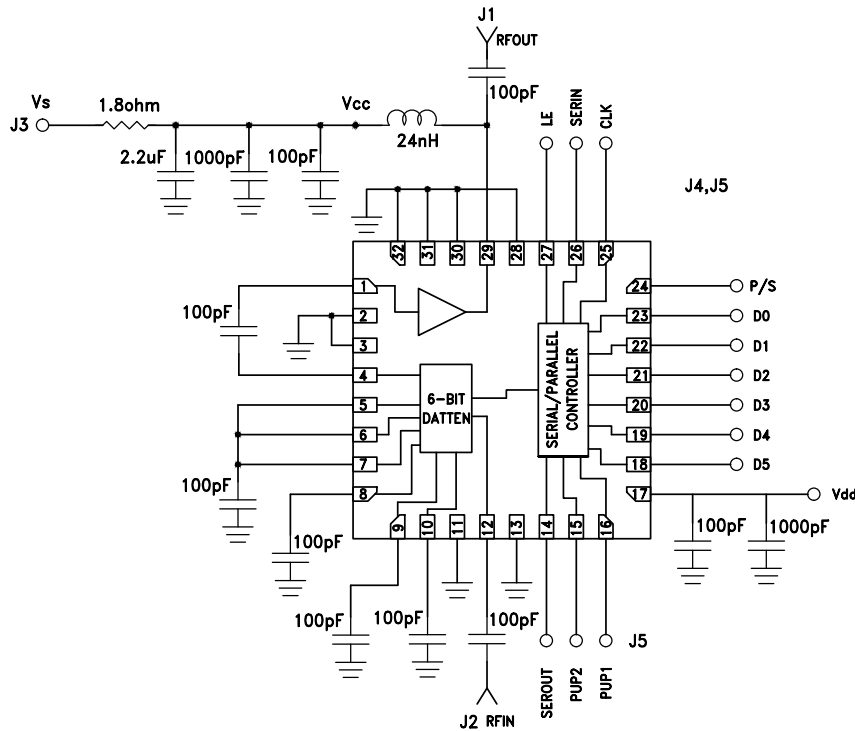 J1
RFOUT
100pF
Vs
1.8ohm
Vcc
J3
24nH
LE
SERIN
CLK
2.2uF
1000pF
100pF
J4,J5
32
31
30
29
28
27
26
25
1
2
3
4
5
6
7
8
100pF
100pF
100pF
6-BIT
DATTEN
SERIAL/PARALLEL
CONTROLLER
24
23
22
21
20
19
18
17
P/S
D0
D1
D2
D3
D4
D5
Vdd
100pF
1000pF
9
10
11
12
13
14
15
16
100pF
100pF
100pF
J2
RFIN
SEROUT
PUP2
PUP1
J5